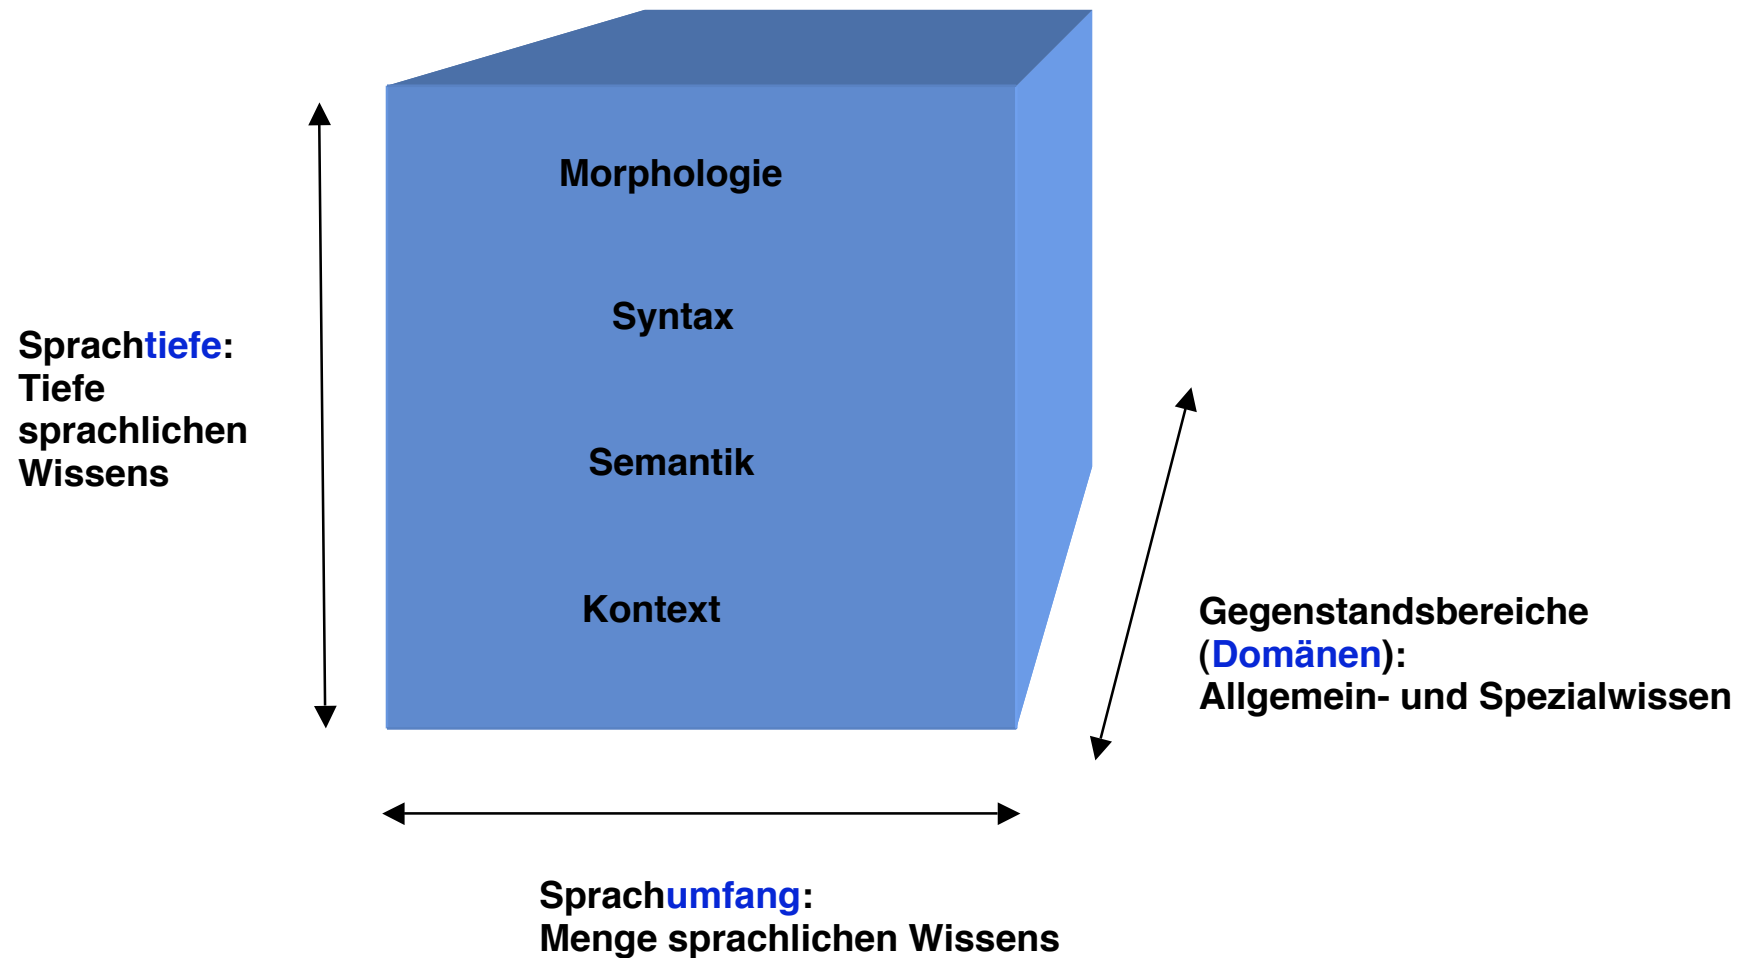 Morphologie
Syntax
Semantik
Kontext
Sprachtiefe:
Tiefe
sprachlichen
Wissens
Gegenstandsbereiche
(Domänen):
Allgemein- und Spezialwissen
Sprachumfang:
Menge sprachlichen Wissens